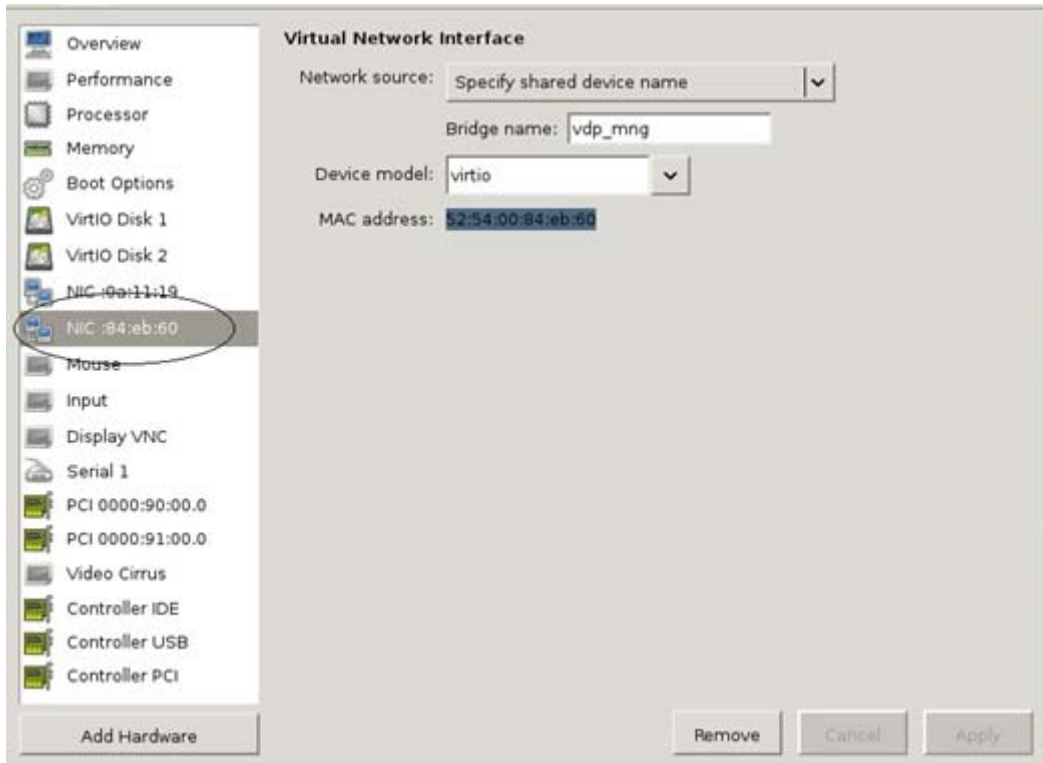 Overview
Performance
Processor
Memory
Boot Options
VirtIO Disk 1
VirtIO Disk 2
NIC :0a:11:19
NIC :84:eb:60
Mouse
Input
Display VNC
Serial 1
PCI 0000:90:00.0
PCI 0000:91:00.0
Video Cirrus
Controller IDE
Controller USB
Controller PCI
Add Hardware
Virtual Network Interface
Network source: Specify shared device name
Bridge name: vdp_mng
Device model: virtio
MAC address: 52:54:00:84:eb:60
Remove Cancel Apply